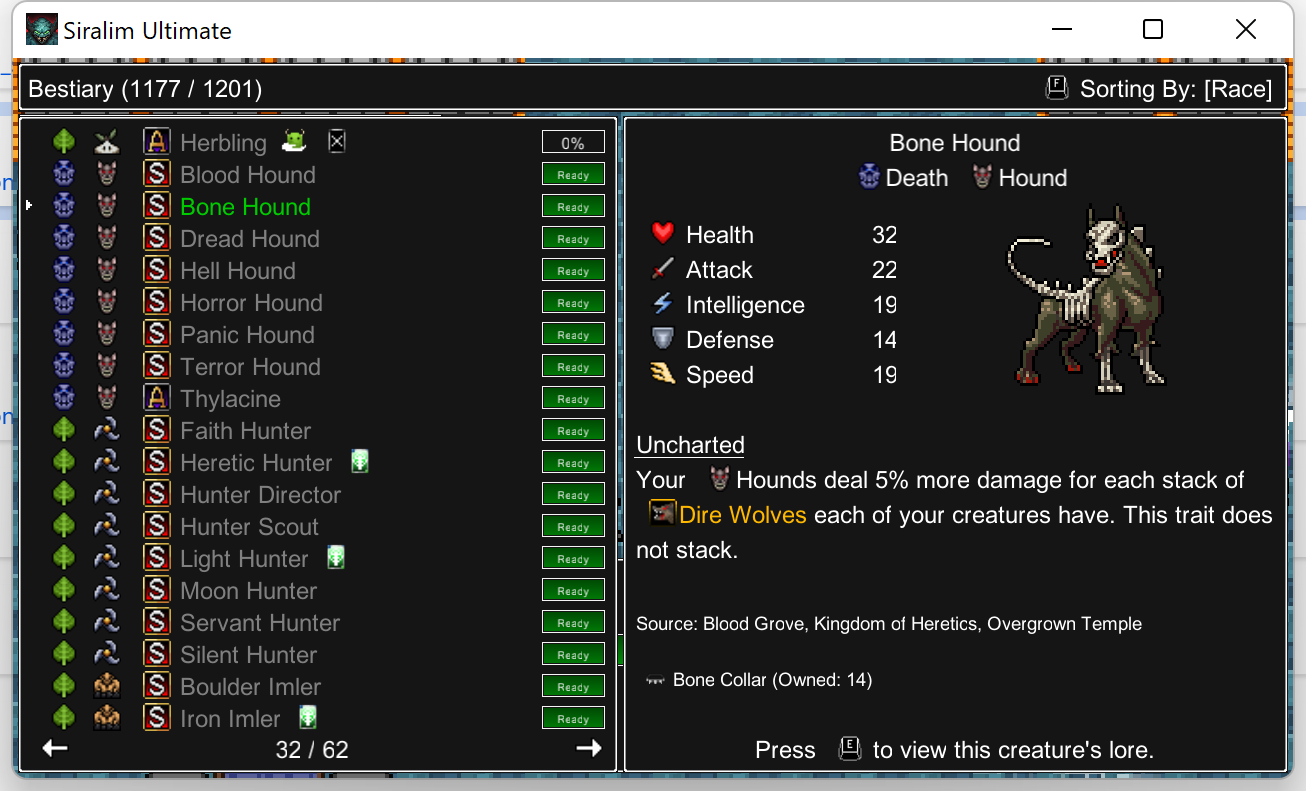 Siralim Ultimate
Bestiary (1177 / 1201)
F Sorting By: [Race]
A Herbling 0%
S Blood Hound Ready
S Bone Hound Ready
S Dread Hound Ready
S Hell Hound Ready
S Horror Hound Ready
S Panic Hound Ready
S Terror Hound Ready
A Thylacine Ready
S Faith Hunter Ready
S Heretic Hunter Ready
S Hunter Director Ready
S Hunter Scout Ready
S Light Hunter Ready
S Moon Hunter Ready
S Servant Hunter Ready
S Silent Hunter Ready
S Boulder Imler Ready
S Iron Imler Ready
32 / 62
Bone Hound
Death Hound
Health 32
Attack 22
Intelligence 19
Defense 14
Speed 19
Uncharted
Your Hounds deal 5% more damage for each stack of
Dire Wolves each of your creatures have. This trait does
not stack.
Source: Blood Grove, Kingdom of Heretics, Overgrown Temple
Bone Collar (Owned: 14)
Press E to view this creature's lore.